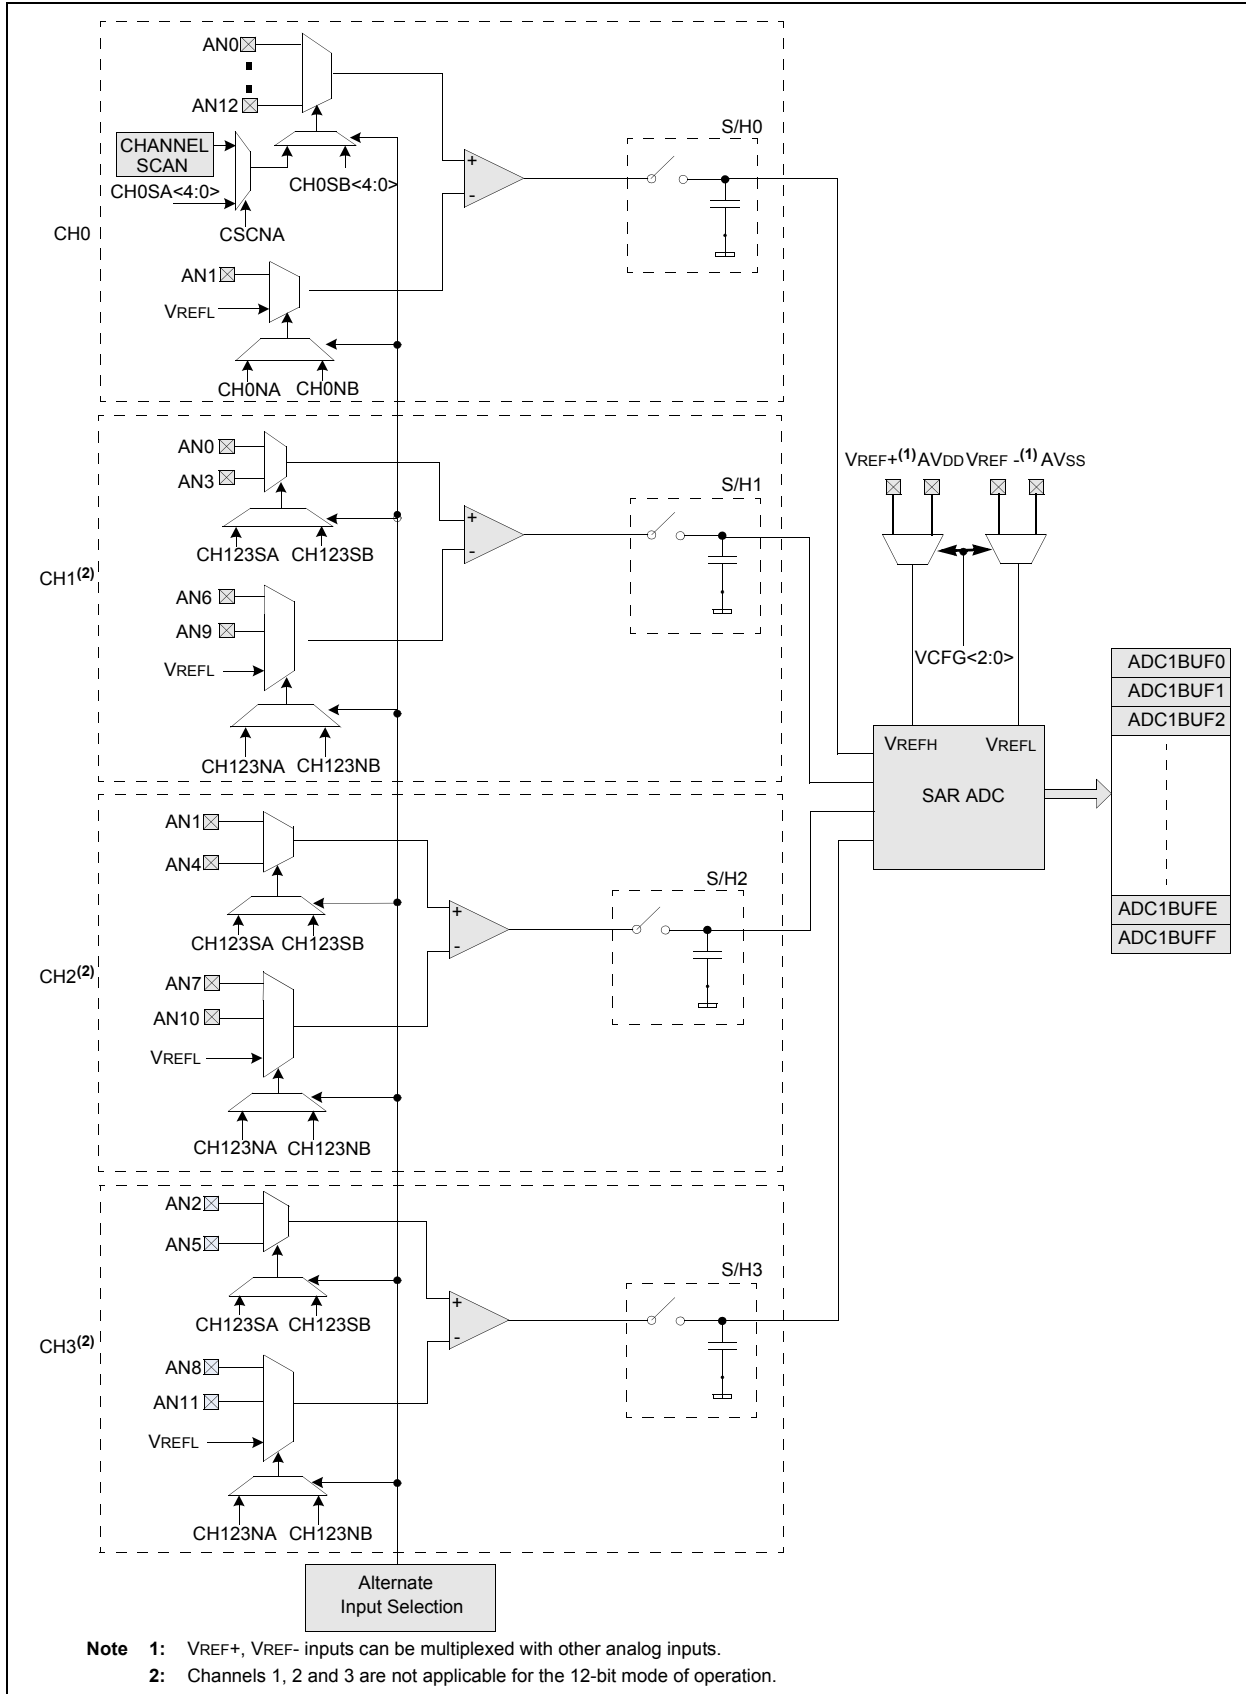 AN0
AN12
CHANNEL
SCAN
CH0SA<4:0>
CH0SB<4:0>
CSCNA
CH0
+
-
S/H0
AN1
VREFL
CH0NA CH0NB
AN0
AN3
CH123SA CH123SB
CH1(2)
+
-
S/H1
AN6
AN9
VREFL
CH123NA CH123NB
VREF+(1) AVDD VREF -(1) AVSS
VCFG<2:0>
VREFH VREFL
SAR ADC
ADC1BUF0
ADC1BUF1
ADC1BUF2
ADC1BUFE
ADC1BUFF
AN1
AN4
CH123SA CH123SB
CH2(2)
+
-
S/H2
AN7
AN10
VREFL
CH123NA CH123NB
AN2
AN5
CH123SA CH123SB
CH3(2)
+
-
S/H3
AN8
AN11
VREFL
CH123NA CH123NB
Alternate
Input Selection
Note 1: VREF+, VREF- inputs can be multiplexed with other analog inputs.
2: Channels 1, 2 and 3 are not applicable for the 12-bit mode of operation.